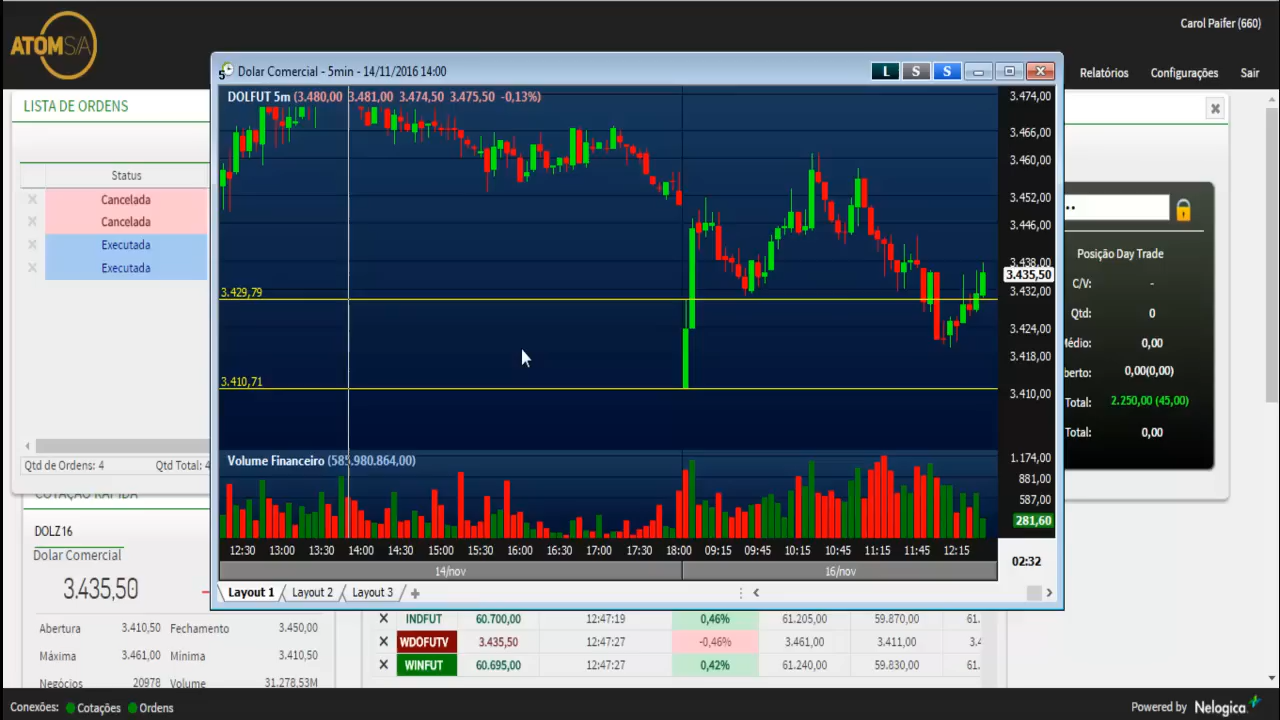 Carol Paifer (660)
ATOM S/A
Relatórios Configurações Sair
LISTA DE ORDENS
Status
Cancelada
Cancelada
Executada
Executada
Qtd de Ordens: 4 Qtd Total: 4
DOLZ16
Dolar Comercial
3.435,50
Abertura 3.410,50 Fechamento 3.450,00
Máxima 3.461,00 Mínima 3.410,50
Negócios 20978 Volume 31.278,53M
5 Dolar Comercial - 5min - 14/11/2016 14:00
L S S
DOLFUT 5m (3.480,00 3.481,00 3.474,50 3.475,50 -0,13%)
3.474,00
3.466,00
3.460,00
3.452,00
3.446,00
3.438,00
3.435,50
3.432,00
3.424,00
3.418,00
3.410,00
3.429,79
3.410,71
Volume Financeiro (585.980.864,00)
1.174,00
881,00
587,00
281,60
12:30 13:00 13:30 14:00 14:30 15:00 15:30 16:00 16:30 17:00 17:30 18:00 09:15 09:45 10:15 10:45 11:15 11:45 12:15
02:32
14/nov 16/nov
Layout 1 Layout 2 Layout 3
INDFUT 60.700,00 12:47:19 0,46% 61.205,00 59.870,00 61.
WDOFUTV 3.435,50 12:47:27 -0,46% 3.461,00 3.411,00 3.4
WINFUT 60.695,00 12:47:27 0,42% 61.240,00 59.830,00 61.
Posição Day Trade
C/V: -
Qtd: 0
Médio: 0,00
berto: 0,00(0,00)
Total: 2.250,00 (45,00)
Total: 0,00
Conexões: Cotações Ordens
Powered by Nelogica